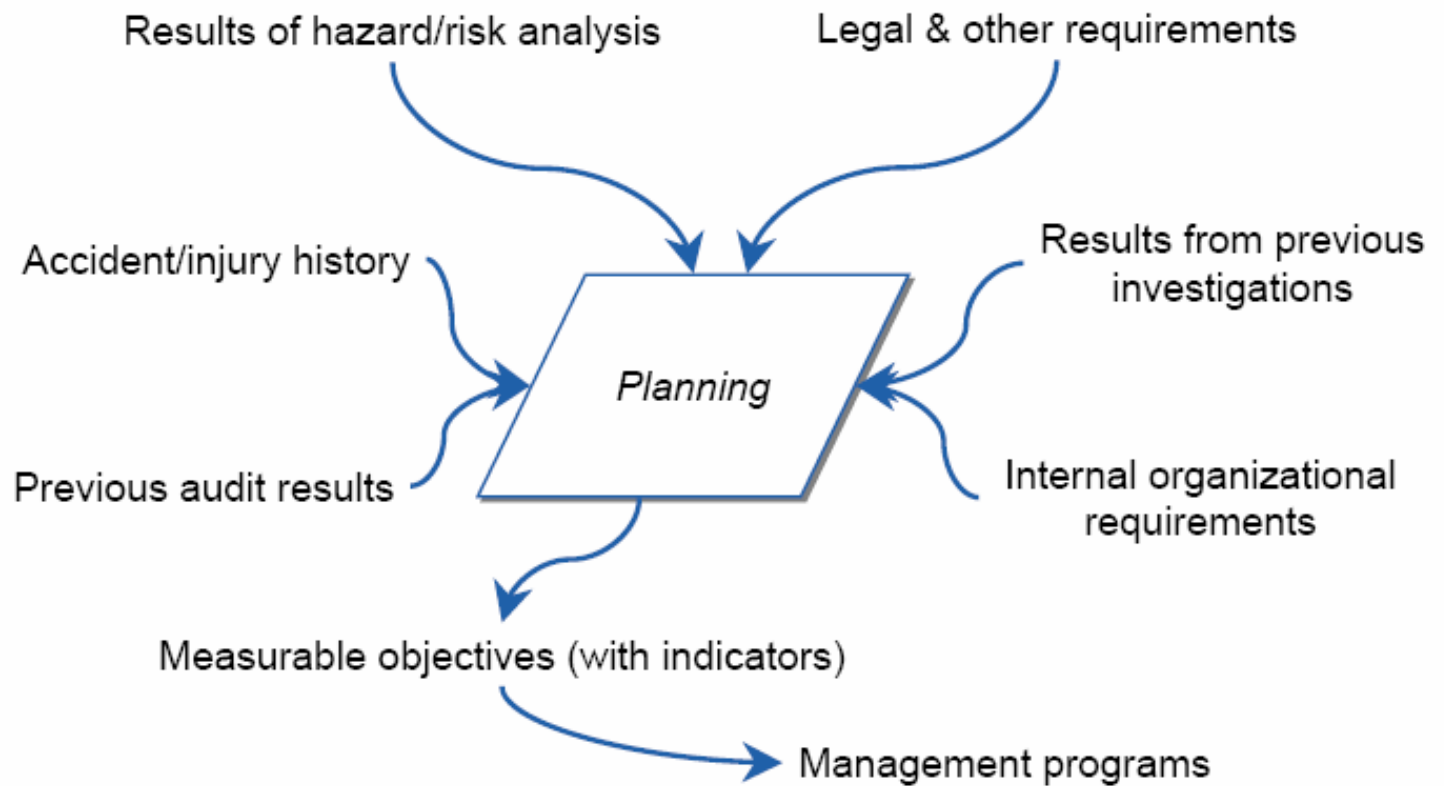 Results of hazard/risk analysis
Legal & other requirements
Accident/injury history
Results from previous
investigations
Planning
Previous audit results
Internal organizational
requirements
Measurable objectives (with indicators)
Management programs